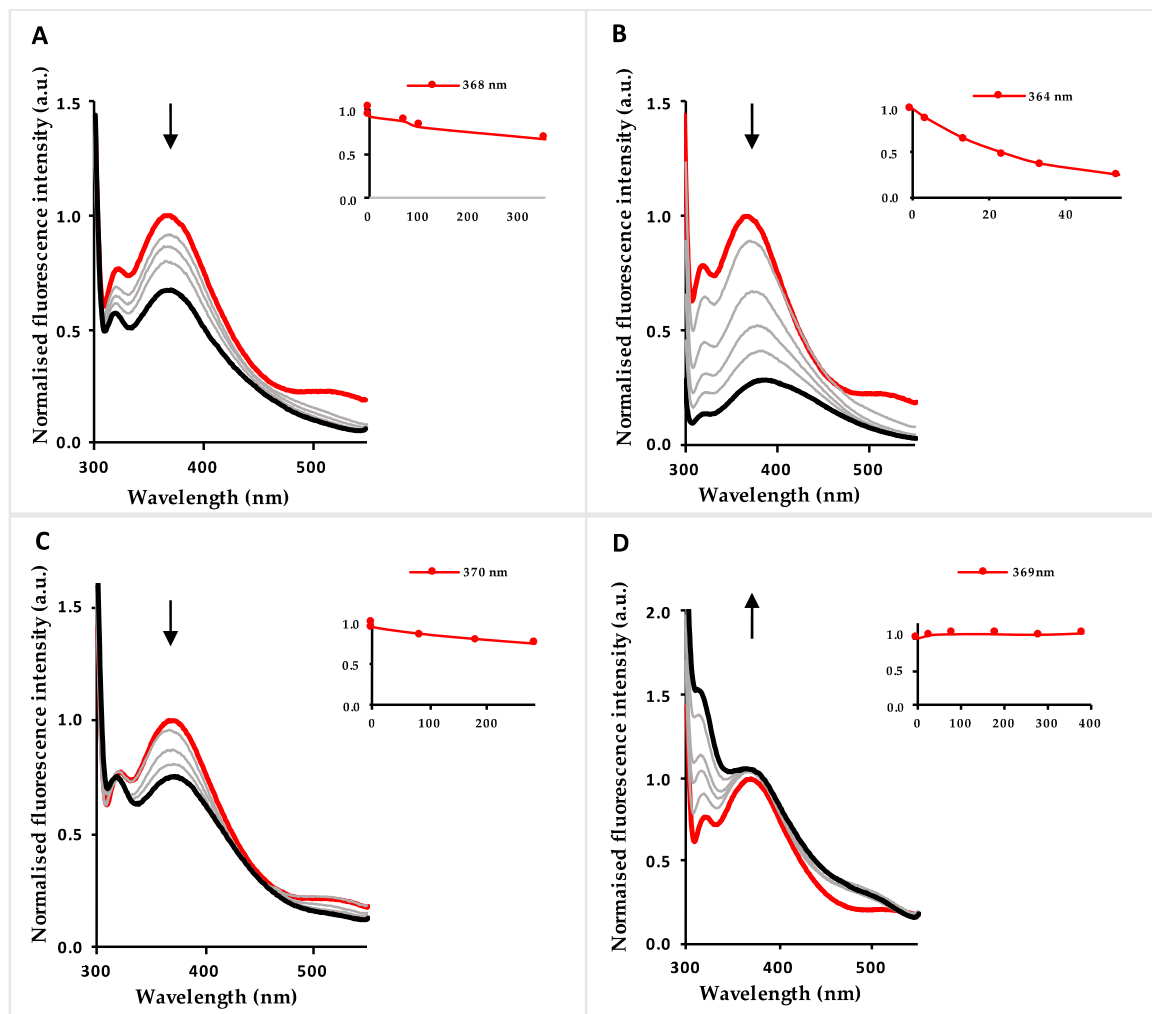 A
Normalised fluorescence intensity (a.u.)
1.5
1.0
0.5
0.0
300 400 500
Wavelength (nm)
368 nm
1.0
0.5
0.0
0 100 200 300
B
Normalized fluorescence intensity (a.u.)
1.5
1.0
0.5
0.0
300 400 500
Wavelength (nm)
364 nm
1.0
0.5
0.0
0 20 40
C
Normalised fluorescence intensity (a.u.)
1.5
1.0
0.5
0.0
300 400 500
Wavelength (nm)
370 nm
1.0
0.5
0.0
0 100 200
D
Normaised fluorescence intensity (a.u.)
2.0
1.5
1.0
0.5
0.0
300 400 500
Wavelength (nm)
369nm
1.0
0.5
0.0
0 100 200 300 400